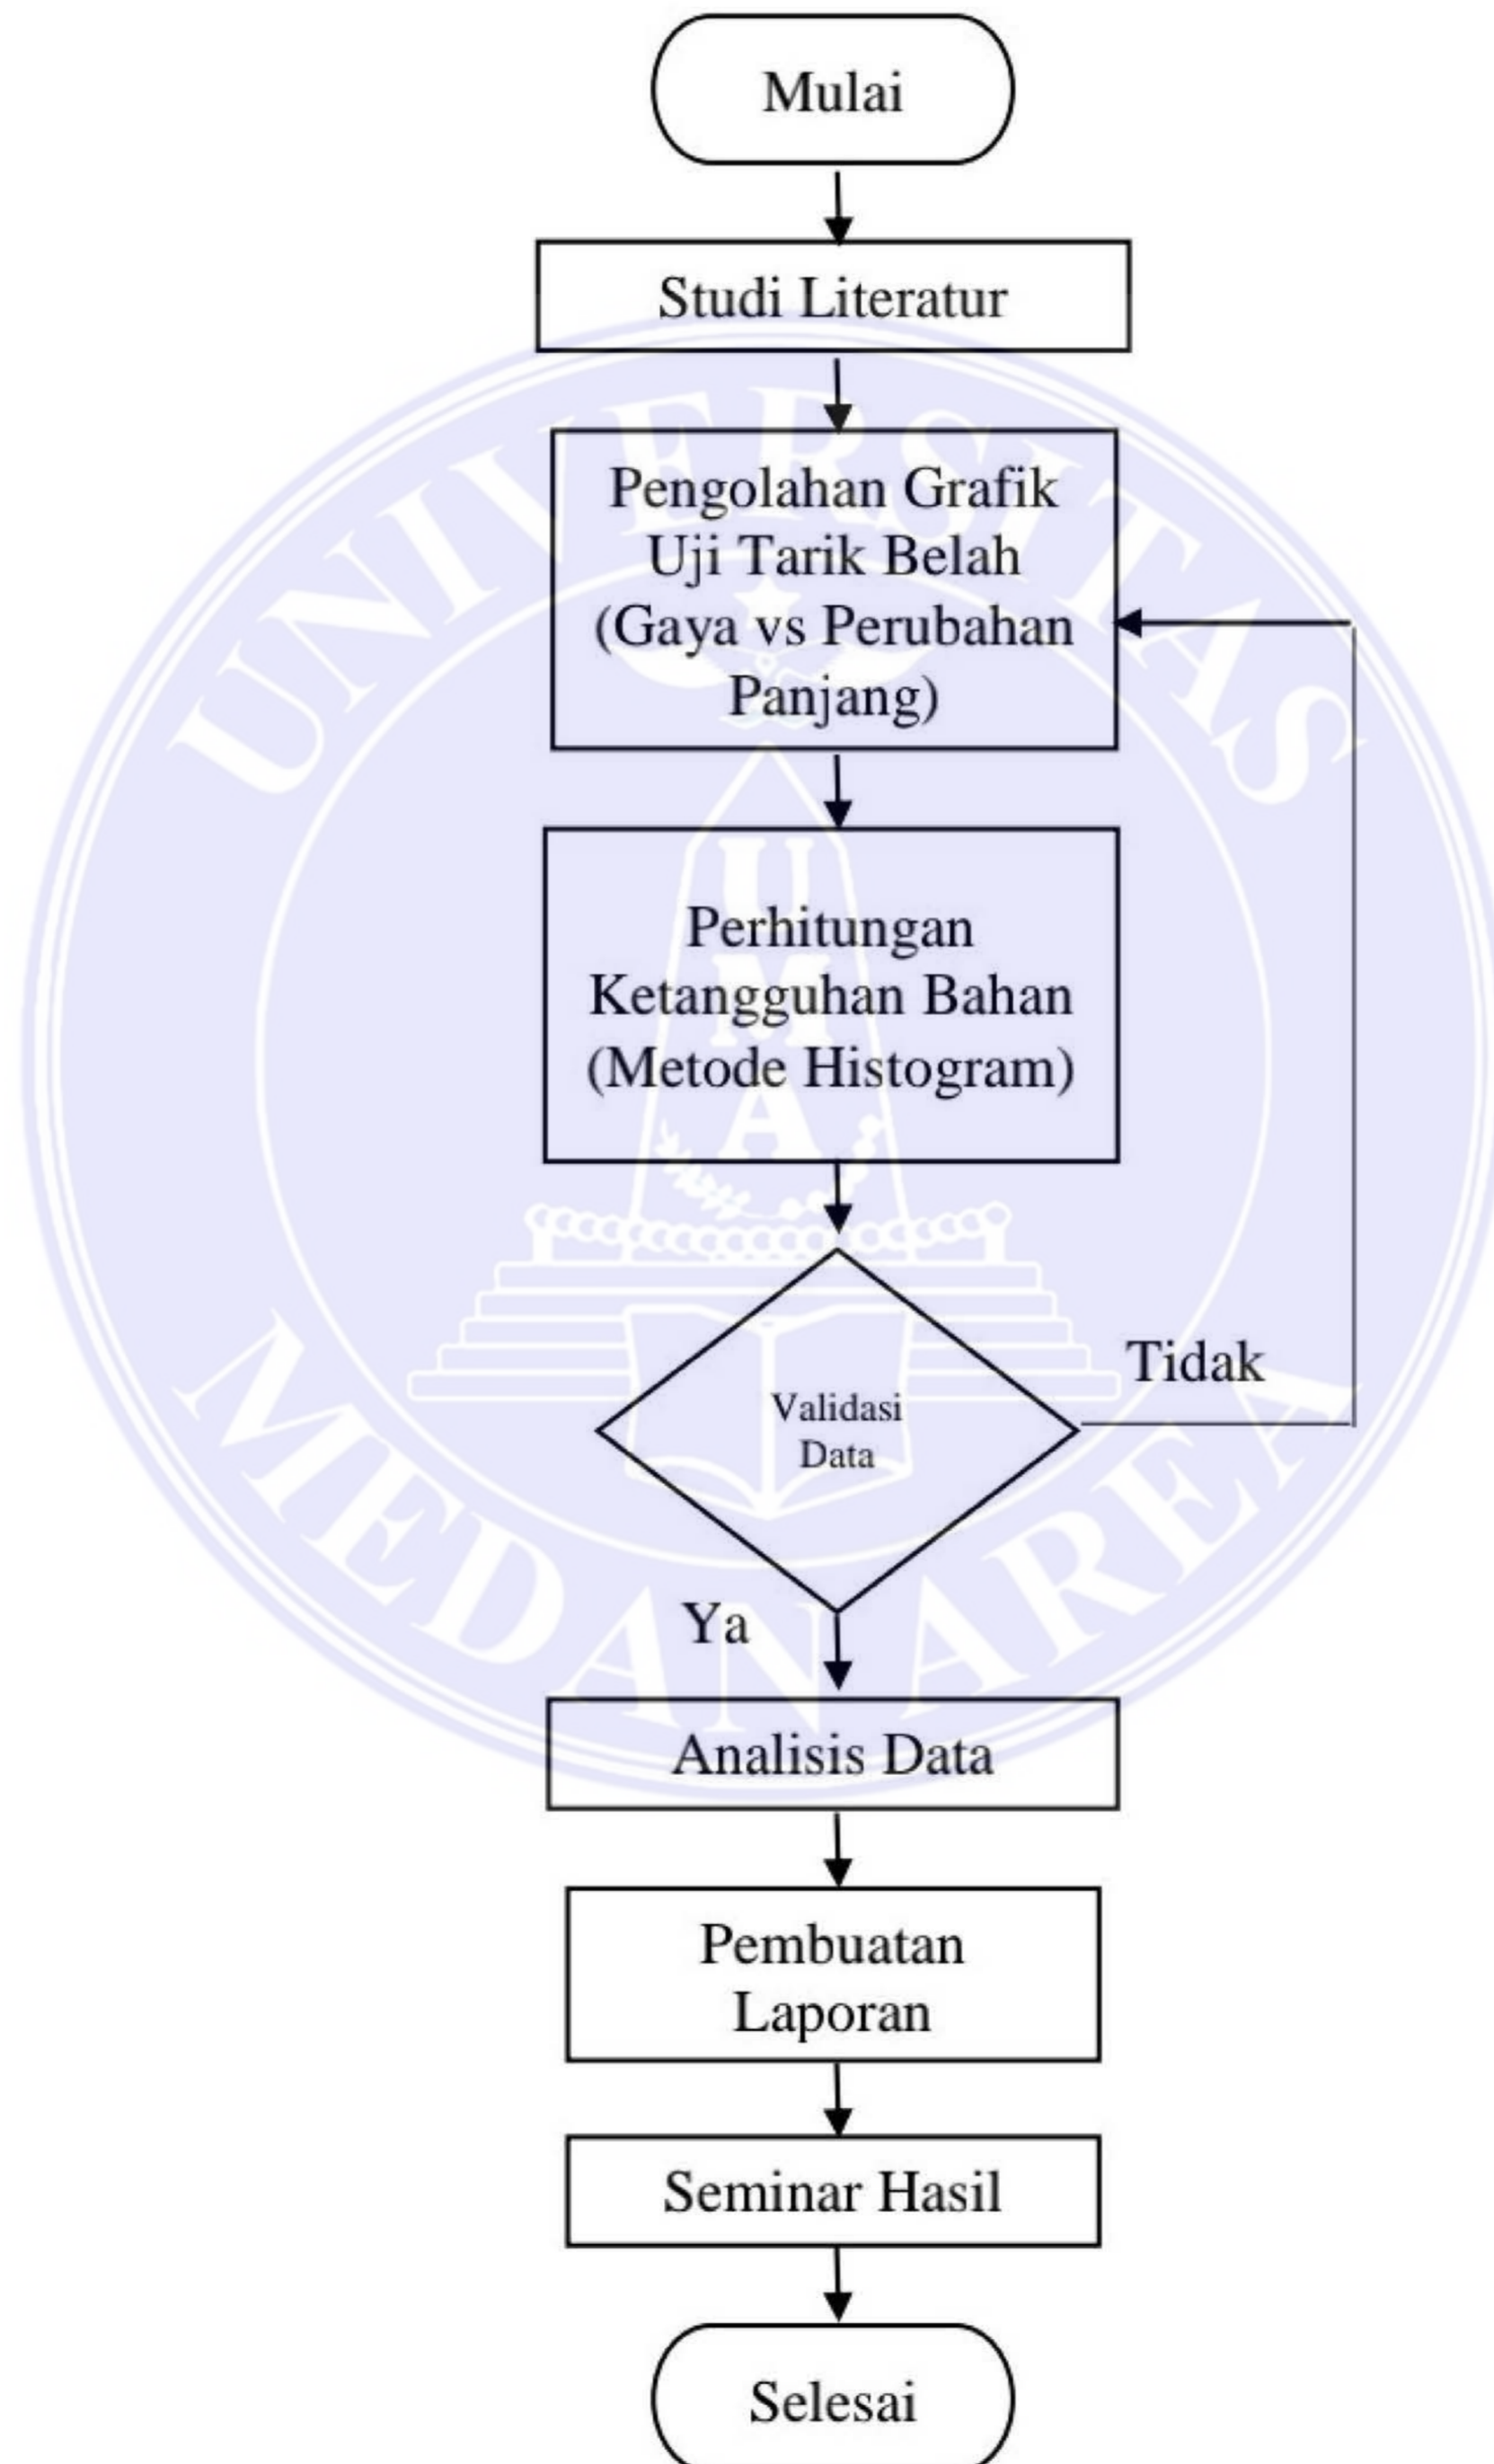 Mulai
Studi Literatur
UNIVERSITAS
Pengolahan Grafik
Uji Tarik Belah
(Gaya vs Perubahan
Panjang)
U
M
A
Perhitungan
Ketangguhan Bahan
(Metode Histogram)
Tidak
Validasi
Data
Ya
MEDAN AREA
Analisis Data
Pembuatan
Laporan
Seminar Hasil
Selesai